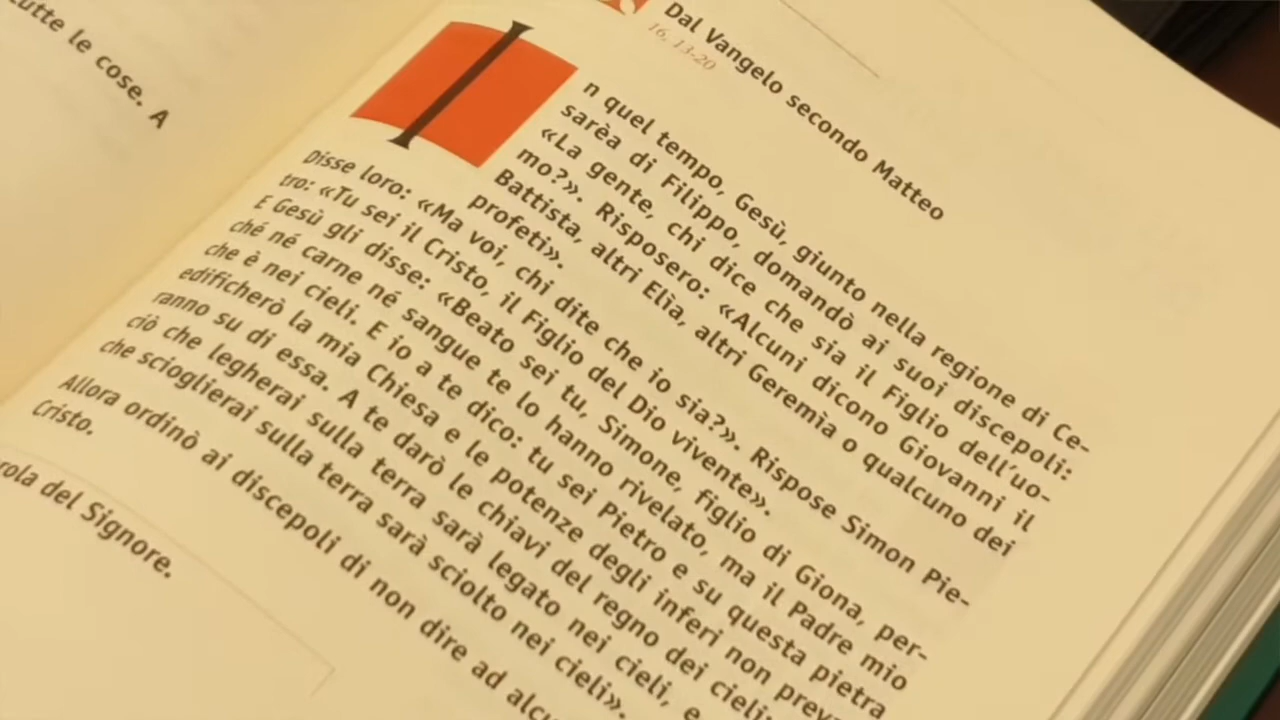 tutte le cose. A
Dal Vangelo secondo Matteo
16, 13-20
In quel tempo, Gesù, giunto nella regione di Ce-
sarèa di Filippo, domandò ai suoi discepoli:
«La gente, chi dice che sia il Figlio dell'uo-
mo?». Risposero: «Alcuni dicono Giovanni il
Battista, altri Elìa, altri Geremìa o qualcuno dei
profeti».
Disse loro: «Ma voi, chi dite che io sia?». Rispose Simon Pie-
tro: «Tu sei il Cristo, il Figlio del Dio vivente».
E Gesù gli disse: «Beato sei tu, Simone, figlio di Giona, per-
ché né carne né sangue te lo hanno rivelato, ma il Padre mio
che è nei cieli. E io a te dico: tu sei Pietro e su questa pietra
edificherò la mia Chiesa e le potenze degli inferi non prev
ranno su di essa. A te darò le chiavi del regno dei cieli:
ciò che legherai sulla terra sarà legato nei cieli, e
che scioglierai sulla terra sarà sciolto nei cieli».
Allora ordinò ai discepoli di non dire ad alcu
Cristo.
rola del Signore.